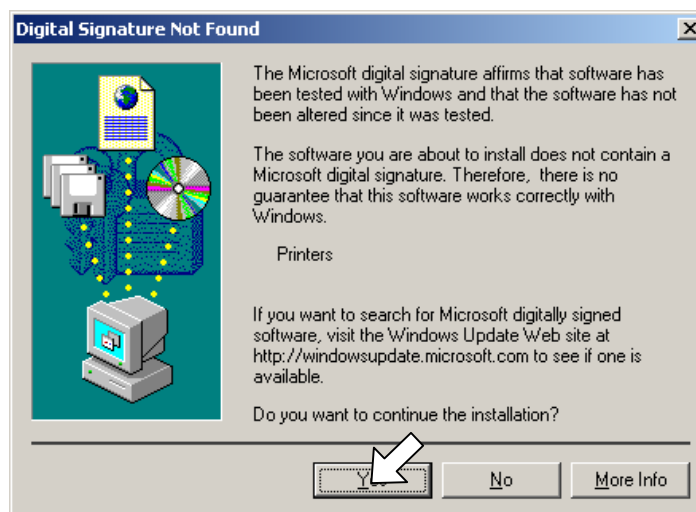 Digital Signature Not Found
The Microsoft digital signature affirms that software has
been tested with Windows and that the software has not
been altered since it was tested.
The software you are about to install does not contain a
Microsoft digital signature. Therefore, there is no
guarantee that this software works correctly with
Windows.
Printers
If you want to search for Microsoft digitally signed
software, visit the Windows Update Web site at
http://windowsupdate.microsoft.com to see if one is
available.
Do you want to continue the installation?
Yes No More Info